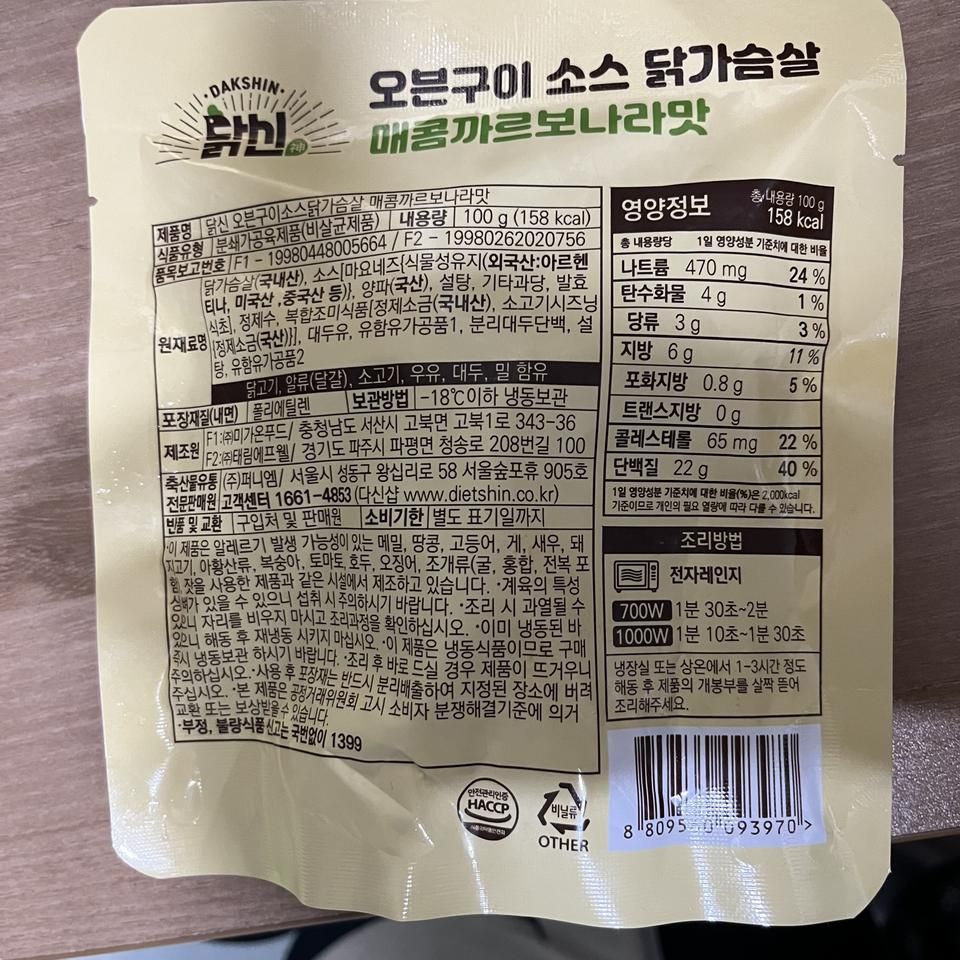 DAKSHIN
닭신 神
오븐구이 소스 닭가슴살
매콤까르보나라맛
제품명 닭신 오븐구이소스닭가슴살 매콤까르보나라맛
식품유형 분쇄가공육제품(비살균제품) 내용량 100 g (158 kcal)
품목보고번호 F1 - 19980448005664 / F2 - 19980262020756
원재료명
닭가슴살(국내산), 소스[마요네즈{식물성유지(외국산:아르헨
티나, 미국산, 중국산 등)}, 양파(국산), 설탕, 기타과당, 발효
식초], 정제수, 복합조미식품[정제소금(국내산), 소고기시즈닝
{정제소금(국산)}], 대두유, 유함유가공품1, 분리대두단백, 설
탕, 유함유가공품2
닭고기, 알류(달걀), 소고기, 우유, 대두, 밀 함유
포장재질(내면) 폴리에틸렌 보관방법 -18℃이하 냉동보관
제조원 F1:㈜미가온푸드/ 충청남도 서산시 고북면 고북1로 343-36
F2:㈜태림에프웰/ 경기도 파주시 파평면 청송로 208번길 100
축산물유통 (주)퍼니엠/ 서울시 성동구 왕십리로 58 서울숲포휴 905호
전문판매원 고객센터 1661-4853 (다신샵 www.dietshin.co.kr)
반품 및 교환 구입처 및 판매원 소비기한 별도 표기일까지
·이 제품은 알레르기 발생 가능성이 있는 메밀, 땅콩, 고등어, 게, 새우, 돼
지고기, 아황산류, 복숭아, 토마토, 호두, 오징어, 조개류(굴, 홍합, 전복 포
함), 잣을 사용한 제품과 같은 시설에서 제조하고 있습니다. ·계육의 특성
상 뼈가 있을 수 있으니 섭취 시 주의하시기 바랍니다. ·조리 시 과열될 수
있으니 자리를 비우지 마시고 조리과정을 확인하십시오. ·이미 냉동된 바
있으니 해동 후 재냉동 시키지 마십시오. ·이 제품은 냉동식품이므로 구매
즉시 냉동보관 하시기 바랍니다. ·조리 후 바로 드실 경우 제품이 뜨거우니
주의하십시오. ·사용 후 포장재는 반드시 분리배출하여 지정된 장소에 버려
주십시오. ·본 제품은 공정거래위원회 고시 소비자 분쟁해결기준에 의거
교환 또는 보상받을 수 있습니다.
·부정, 불량식품 신고는 국번없이 1399
영양정보 총 내용량 100 g
158 kcal
총 내용량당 1일 영양성분 기준치에 대한 비율
나트륨 470 mg 24 %
탄수화물 4 g 1 %
당류 3 g 3 %
지방 6 g 11 %
포화지방 0.8 g 5 %
트랜스지방 0 g
콜레스테롤 65 mg 22 %
단백질 22 g 40 %
1일 영양성분 기준치에 대한 비율(%)은 2,000kcal
기준이므로 개인의 필요 열량에 따라 다를 수 있습니다.
조리방법
전자레인지
700W 1분 30초~2분
1000W 1분 10초~1분 30초
냉장실 또는 상온에서 1-3시간 정도
해동 후 제품의 개봉부를 살짝 뜯어
조리해주세요.
안전관리인증
HACCP
비닐류
OTHER